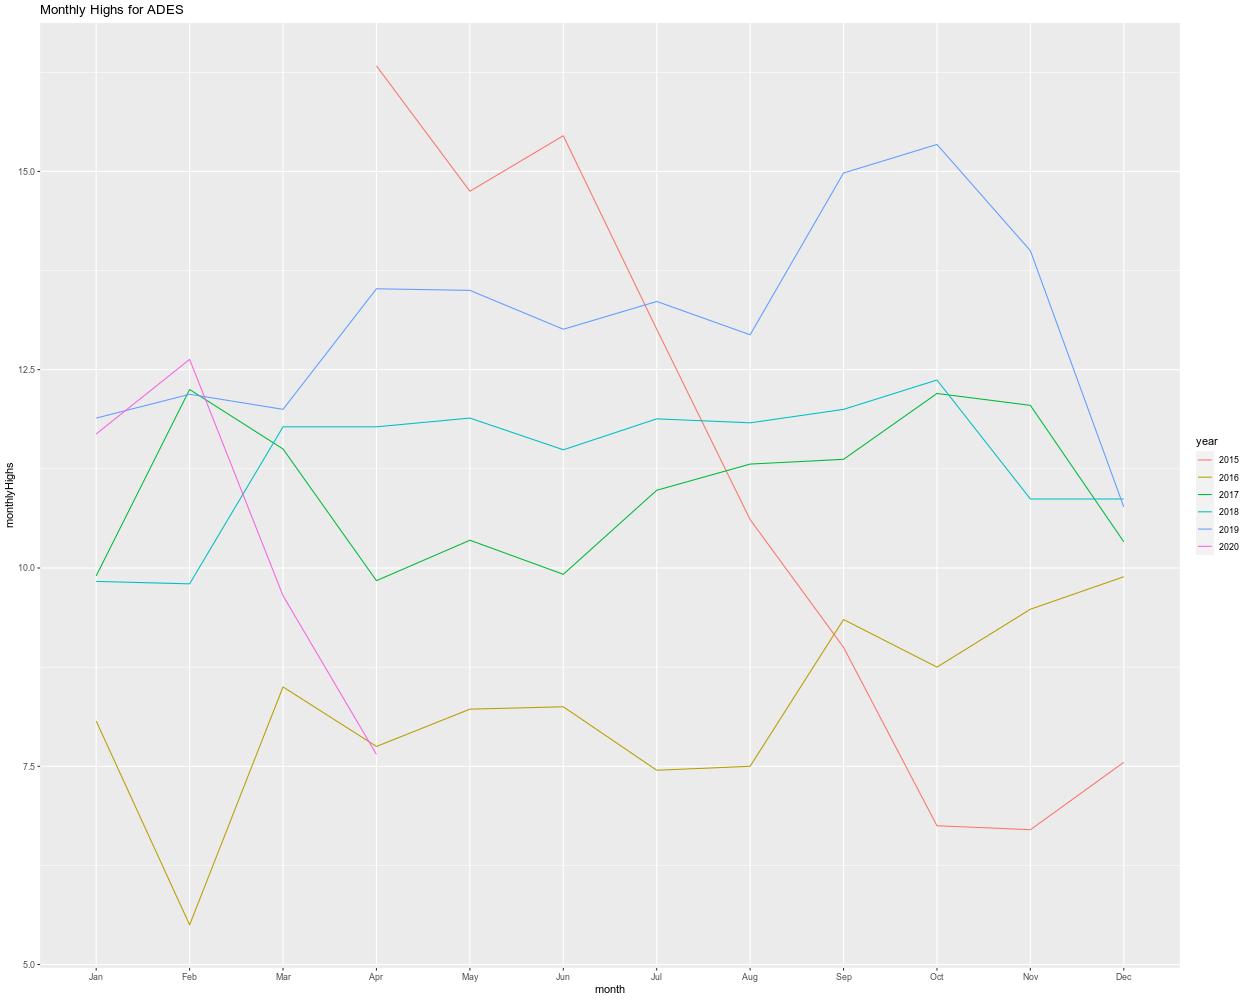 Monthly Highs for ADES
monthlyHighs
15.0
12.5
10.0
7.5
5.0
Jan Feb Mar Apr May Jun Jul Aug Sep Oct Nov Dec
month
year
2015
2016
2017
2018
2019
2020